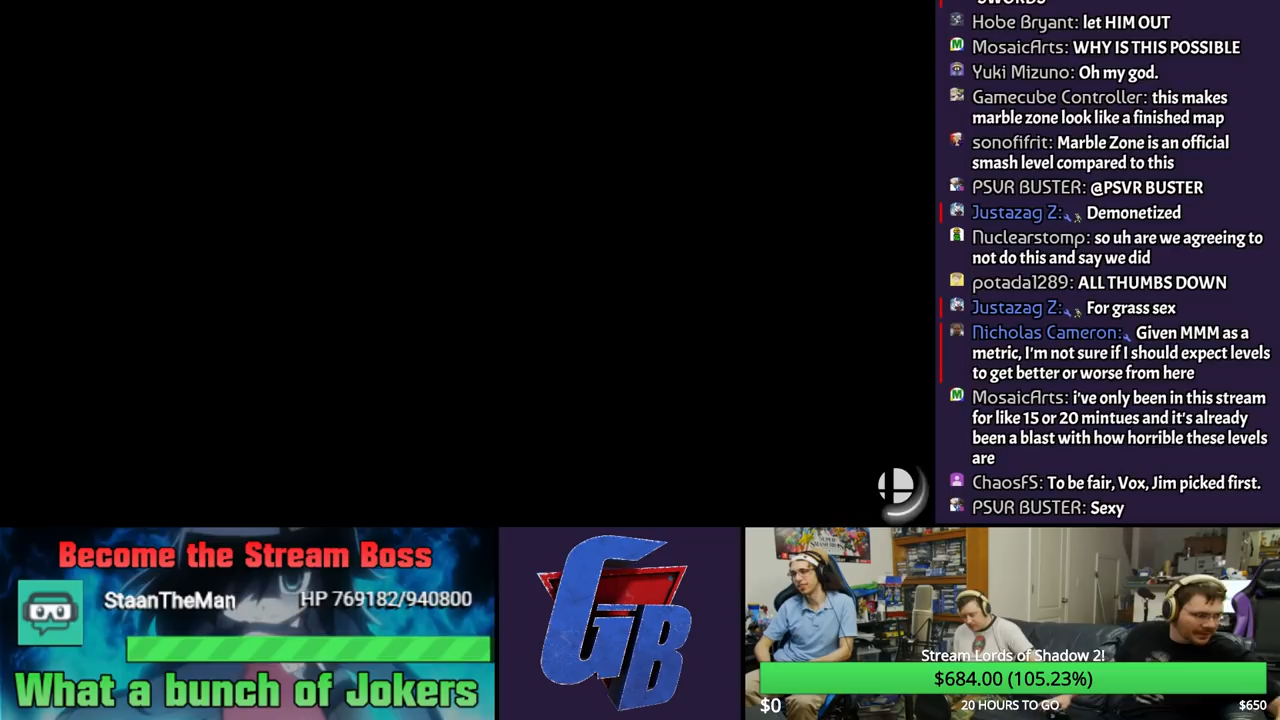 SWORDS
Hobe Bryant: let HIM OUT
MosaicArts: WHY IS THIS POSSIBLE
Yuki Mizuno: Oh my god.
Gamecube Controller: this makes
marble zone look like a finished map
sonofifrit: Marble Zone is an official
smash level compared to this
PSVR BUSTER: @PSVR BUSTER
Justazag Z: Demonetized
Nuclearstomp: so uh are we agreeing to
not do this and say we did
potada1289: ALL THUMBS DOWN
Justazag Z: For grass sex
Nicholas Cameron: Given MMM as a
metric, I'm not sure if I should expect levels
to get better or worse from here
MosaicArts: i've only been in this stream
for like 15 or 20 mintues and it's already
been a blast with how horrible these levels
are
ChaosFS: To be fair, Vox, Jim picked first.
PSVR BUSTER: Sexy
Become the Stream Boss
StaanTheMan HP 769182/940800
What a bunch of Jokers
GB
Stream Lords of Shadow 2!
$684.00 (105.23%)
$0 20 HOURS TO GO $650